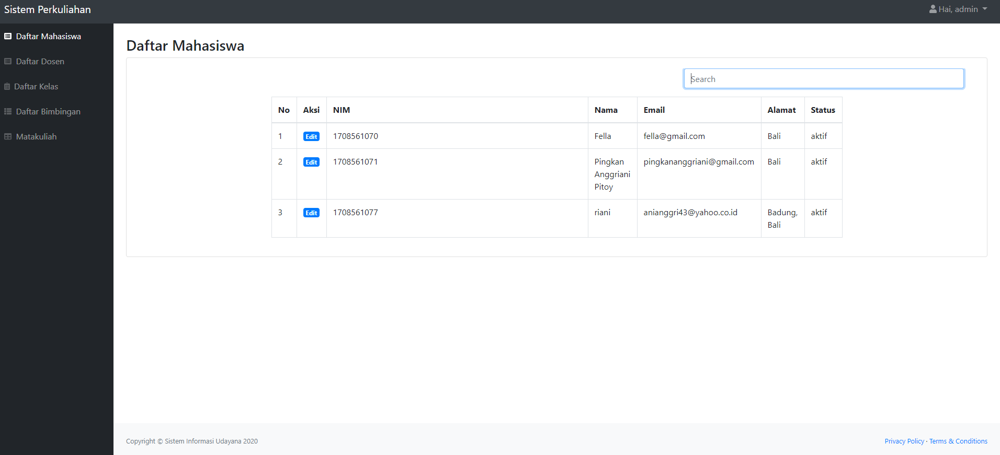 Sistem Perkuliahan
Hai, admin
Daftar Mahasiswa
Daftar Dosen
Daftar Kelas
Daftar Bimbingan
Matakuliah
Daftar Mahasiswa
Search
No Aksi NIM Nama Email Alamat Status
1 Edit 1708561070 Fella fella@gmail.com Bali aktif
2 Edit 1708561071 Pingkan pingkananggriani@gmail.com Bali aktif
Anggriani
Pitoy
3 Edit 1708561077 riani anianggri43@yahoo.co.id Badung, aktif
Bali
Copyright © Sistem Informasi Udayana 2020
Privacy Policy · Terms & Conditions